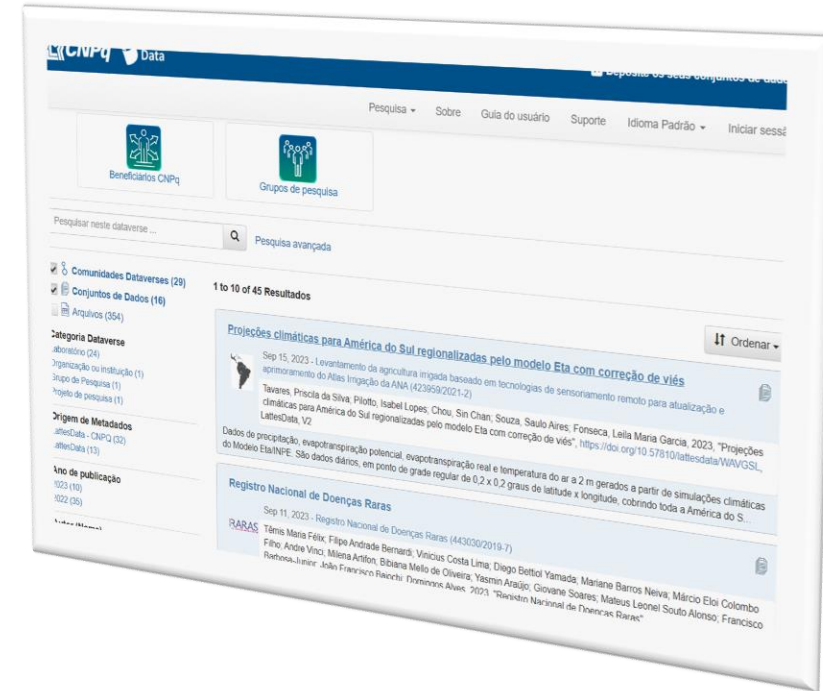 CNPq Data
Deposite os seus conjuntos de
Pesquisa Sobre Guia do usuário Suporte Idioma Padrão Iniciar
Beneficiários CNPq
Grupos de pesquisa
Pesquisar neste dataverse ...
Pesquisa avançada
Comunidades Dataverses (29)
Conjuntos de Dados (16)
Arquivos (354)
1 to 10 of 45 Resultados
Ordenar
Categoria Dataverse
Laboratório (24)
Organização ou instituição (1)
Grupo de Pesquisa (1)
Projeto de pesquisa (1)
Origem de Metadados
LattesData - CNPQ (32)
LattesData (13)
Ano de publicação
2023 (10)
2022 (35)
Projeções climáticas para América do Sul regionalizadas pelo modelo Eta com correção de viés
Sep 15, 2023 - Levantamento da agricultura irrigada baseado em tecnologias de sensoriamento remoto para atualização e
aprimoramento do Atlas Irrigação da ANA (423959/2021-2)
Tavares, Priscila da Silva; Pilotto, Isabel Lopes; Chou, Sin Chan; Souza, Saulo Aires; Fonseca, Leila Maria Garcia, 2023, "Projeções
climáticas para América do Sul regionalizadas pelo modelo Eta com correção de viés", https://doi.org/10.57810/lattesdata/WAVGSL,
LattesData, V2
Dados de precipitação, evapotranspiração potencial, evapotranspiração real e temperatura do ar a 2 m gerados a partir de simulações climáticas
do Modelo Eta/INPE. São dados diários, em ponto de grade regular de 0,2 x 0,2 graus de latitude x longitude, cobrindo toda a América do S...
Registro Nacional de Doenças Raras
Sep 11, 2023 - Registro Nacional de Doenças Raras (443030/2019-7)
RARAS
Têmis Maria Félix; Filipe Andrade Bernardi; Vinicius Costa Lima; Diego Bettiol Yamada; Mariane Barros Neiva; Márcio Eloi Colombo
Filho; Andre Vinci; Milena Artifon; Bibiana Mello de Oliveira; Yasmin Araújo; Giovane Soares; Mateus Leonel Souto Alonso; Francisco
Barbosa-Junior; João Francisco Baiochi; Domingos Alves, 2023, "Registro Nacional de Doenças Raras"